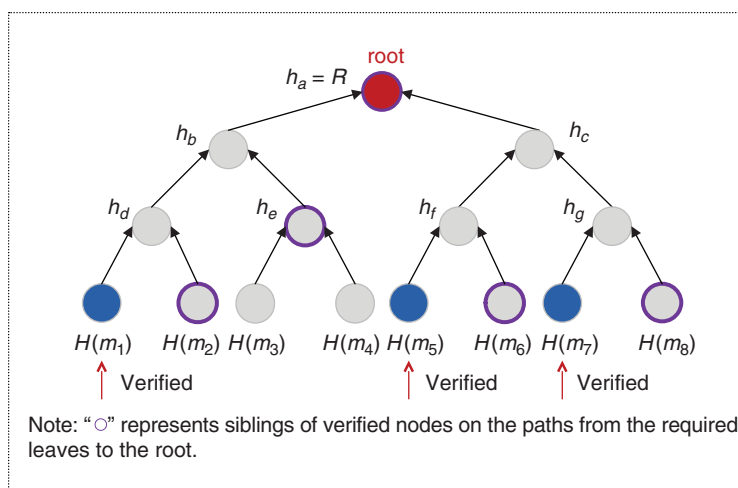 root
hₐ = R
h_b
h_c
h_d
h_e
h_f
h_g
H(m₁) H(m₂) H(m₃) H(m₄) H(m₅) H(m₆) H(m₇) H(m₈)
Verified Verified Verified
Note: “○” represents siblings of verified nodes on the paths from the required
leaves to the root.